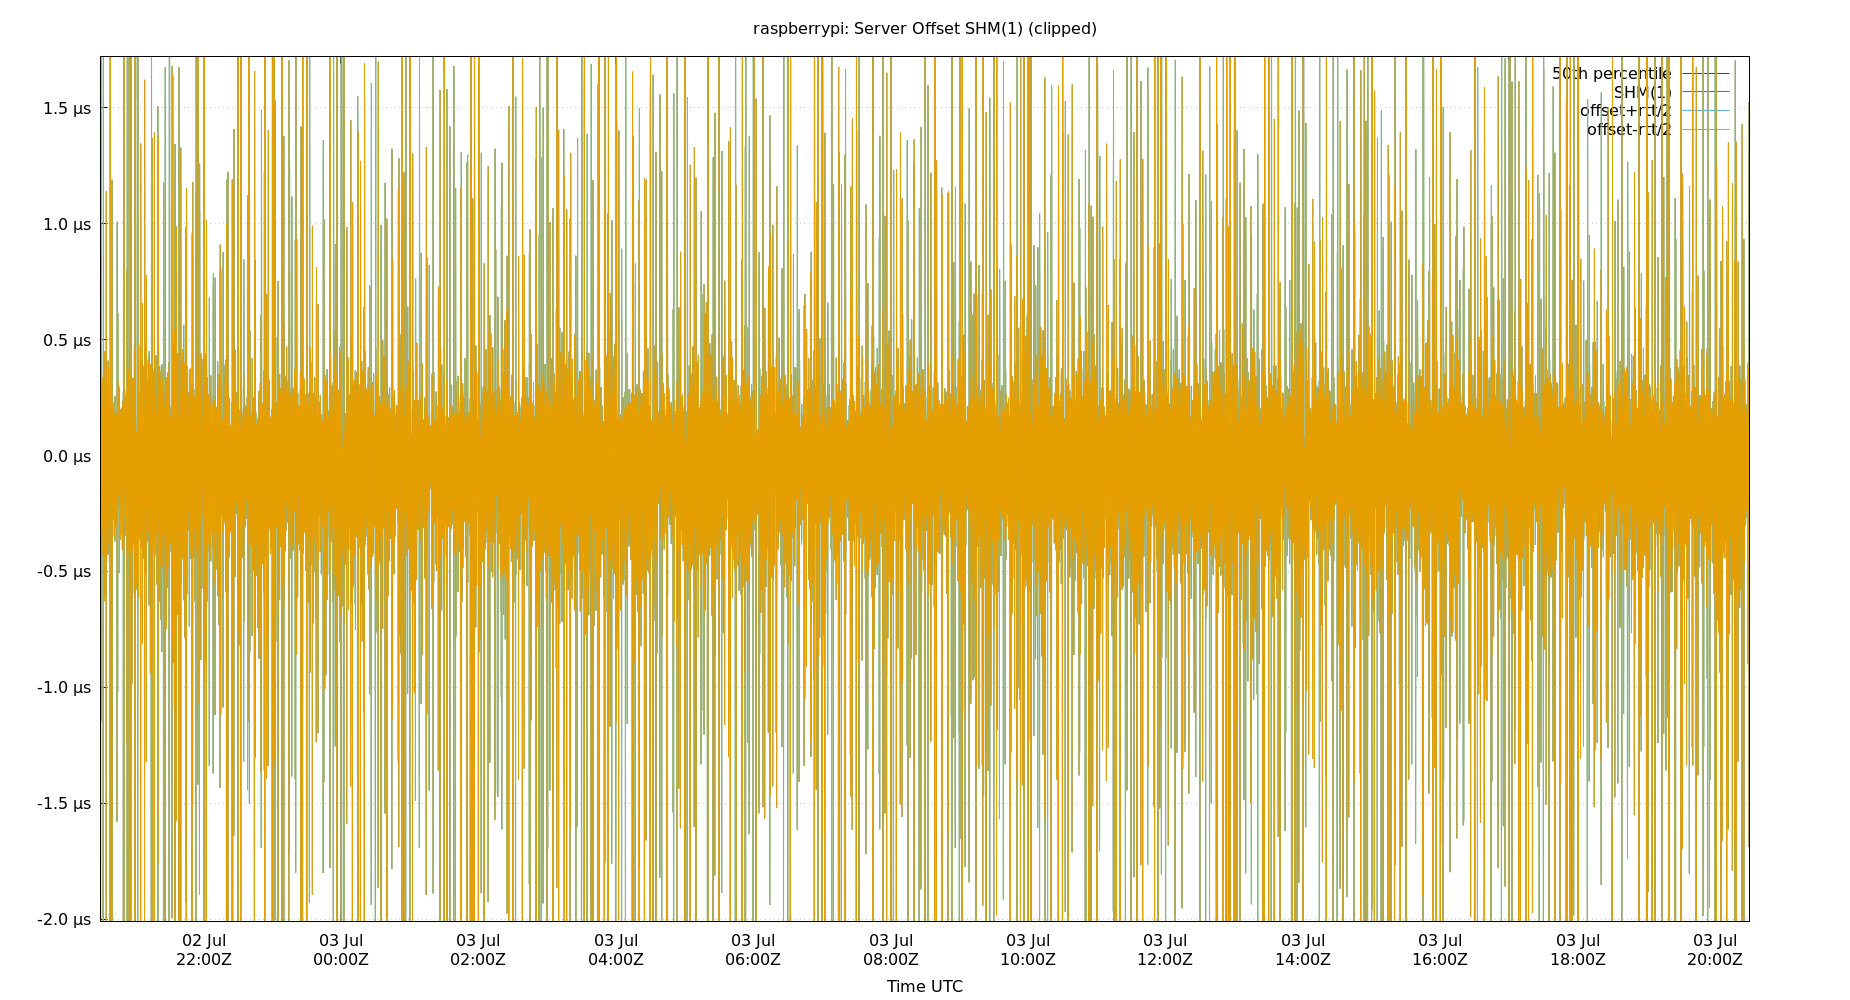 raspberrypi: Server Offset SHM(1) (clipped)
50th percentile
SHM(1)
offset+rtt/2
offset-rtt/2
1.5 µs
1.0 µs
0.5 µs
0.0 µs
-0.5 µs
-1.0 µs
-1.5 µs
-2.0 µs
02 Jul 03 Jul 03 Jul 03 Jul 03 Jul 03 Jul 03 Jul 03 Jul 03 Jul 03 Jul 03 Jul 03 Jul
22:00Z 00:00Z 02:00Z 04:00Z 06:00Z 08:00Z 10:00Z 12:00Z 14:00Z 16:00Z 18:00Z 20:00Z
Time UTC